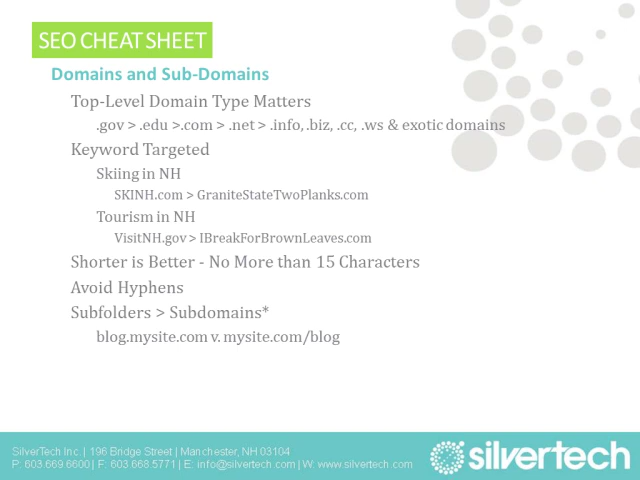 SEO CHEAT SHEET
Domains and Sub-Domains
Top-Level Domain Type Matters
.gov > .edu >.com > .net > .info, .biz, .cc, .ws & exotic domains
Keyword Targeted
Skiing in NH
SKINH.com > GraniteStateTwoPlanks.com
Tourism in NH
VisitNH.gov > IBreakForBrownLeaves.com
Shorter is Better - No More than 15 Characters
Avoid Hyphens
Subfolders > Subdomains*
blog.mysite.com v. mysite.com/blog
SilverTech Inc. | 196 Bridge Street | Manchester, NH 03104
P: 603.669.6600 | F: 603.668.5771 | E: info@silvertech.com | W: www.silvertech.com
silvertech